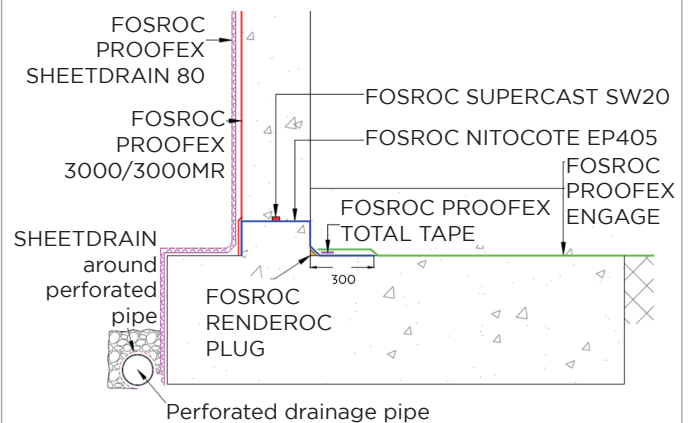 FOSROC
PROOFEX
SHEETDRAIN 80
FOSROC
PROOFEX
3000/3000MR
FOSROC SUPERCAST SW20
FOSROC NITOCOTE EP405
FOSROC
PROOFEX
ENGAGE
FOSROC PROOFEX
TOTAL TAPE
300
SHEETDRAIN
around
perforated
pipe
FOSROC
RENDEROC
PLUG
Perforated drainage pipe